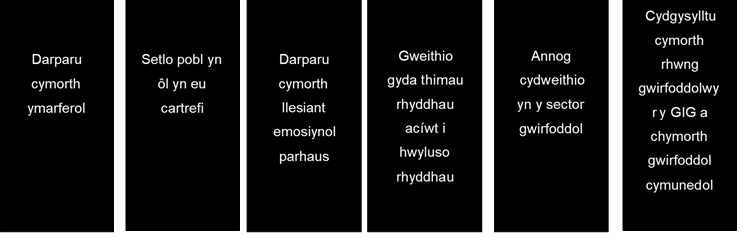 Darparu
cymorth
ymarferol
Setlo pobl yn
ôl yn eu
cartrefi
Darparu
cymorth
llesiant
emosiynol
parhaus
Gweithio
gyda thimau
rhyddhau
acíwt i
hwyluso
rhyddhau
Annog
cydweithio
yn y sector
gwirfoddol
Cydgysylltu
cymorth
rhwng
gwirfoddolwy
r y GIG a
chymorth
gwirfoddol
cymunedol